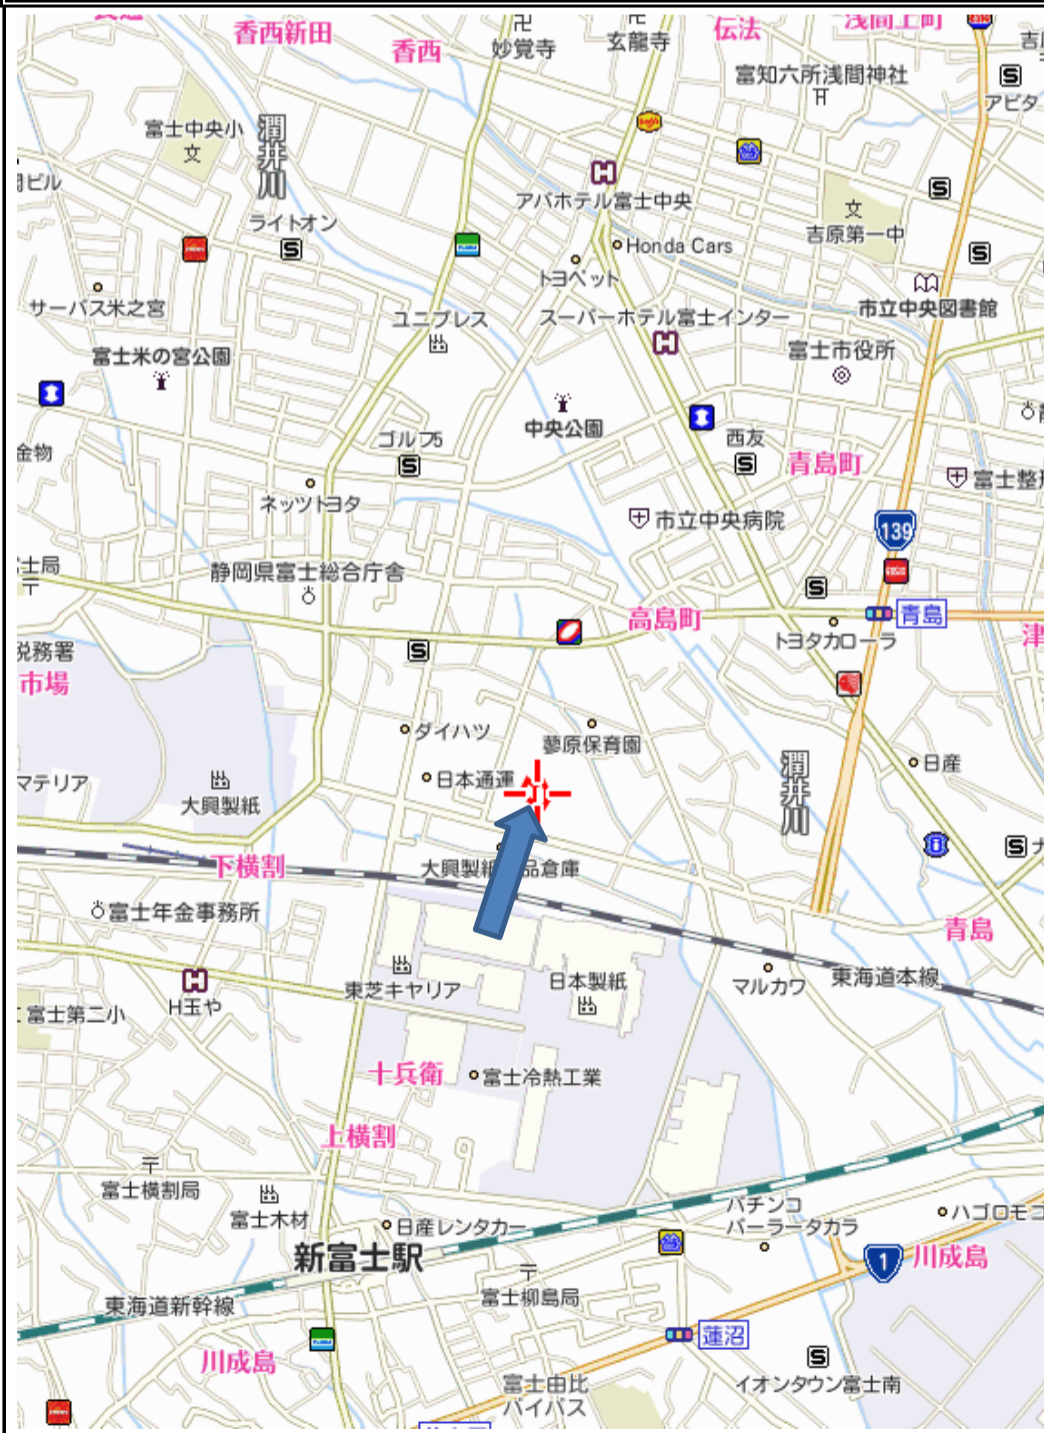 香西新田
香西
妙覚寺
玄龍寺
伝法
浅間上町
富知六所浅間神社
S
アピタ
富士中央小
文
潤井川
H
アパホテル富士中央
S
ビル
ライトオン
S
文
吉原第一中
Honda Cars
トヨペット
S
サーパス米之宮
ユニプレス
スーパーホテル富士インター
市立中央図書館
H
富士米の宮公園
富士市役所
金物
ゴルフ5
S
中央公園
西友
S
青島町
富士整形
ネッツトヨタ
市立中央病院
139
士局
静岡県富士総合庁舎
S
高島町
青島
トヨタカローラ
津
税務署
市場
S
ダイハツ
蓼原保育園
潤井川
日産
マテリア
大興製紙
日本通運
S
下横割
大興製紙
品倉庫
富士年金事務所
青島
H
H玉や
東芝キヤリア
日本製紙
マルカワ
東海道本線
富士第二小
十兵衛
富士冷熱工業
上横割
富士横割局
富士木材
日産レンタカー
パチンコ
パーラータカラ
ハゴロモコ
新富士駅
1
川成島
東海道新幹線
富士柳島局
蓮沼
川成島
S
イオンタウン富士南
富士由比
バイパス